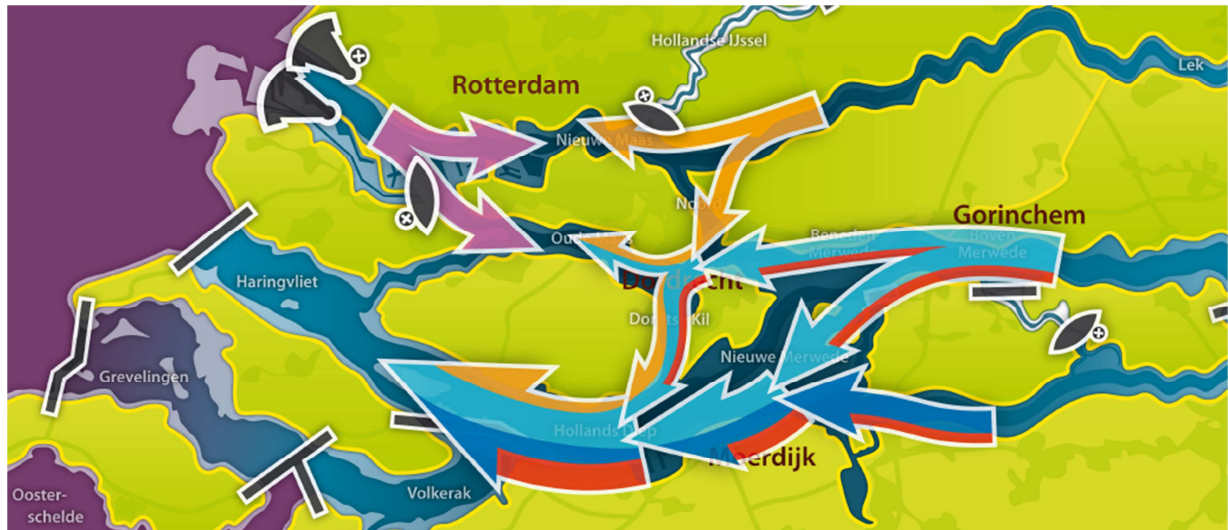 Hollandse IJssel
Lek
Rotterdam
Nieuwe Maas
Noord
Gorinchem
Oude Maas
Beneden
Merwede
Boven
Merwede
Haringvliet
Dordrecht
Dordtse Kil
Nieuwe Merwede
Grevelingen
Hollands Diep
Moerdijk
Volkerak
Ooster-
schelde